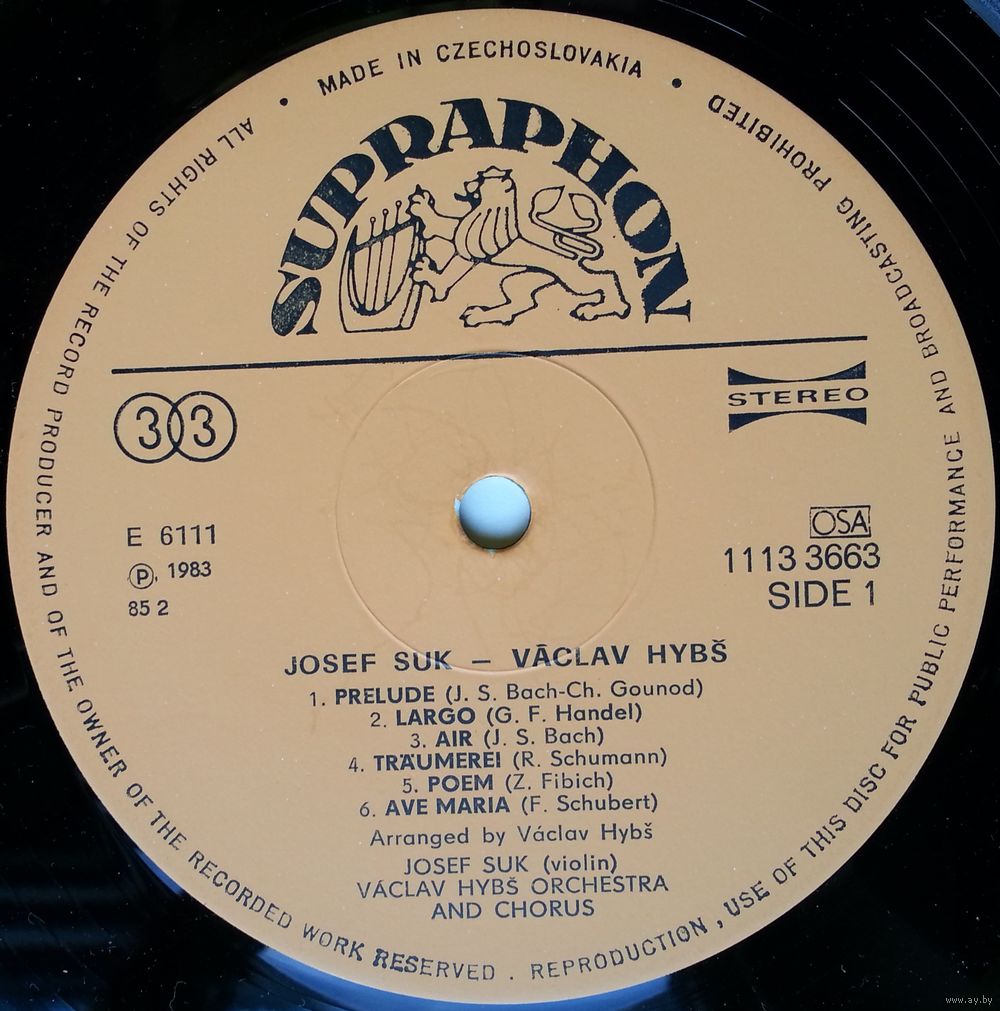 ALL RIGHTS OF THE RECORD PRODUCER AND OF THE OWNER OF THE RECORDED WORK RESERVED . REPRODUCTION, USE OF THIS DISC FOR PUBLIC PERFORMANCE AND BROADCASTING PROHIBITED
• MADE IN CZECHOSLOVAKIA •
SUPRAPHON
33
STEREO
E 6111
Ⓟ. 1983
85 2
OSA
1113 3663
SIDE 1
JOSEF SUK – VÁCLAV HYBŠ
1. PRELUDE (J. S. Bach-Ch. Gounod)
2. LARGO (G. F. Handel)
3. AIR (J. S. Bach)
4. TRÄUMEREI (R. Schumann)
5. POEM (Z. Fibich)
6. AVE MARIA (F. Schubert)
Arranged by Václav Hybš
JOSEF SUK (violin)
VÁCLAV HYBŠ ORCHESTRA
AND CHORUS
www.ay.by